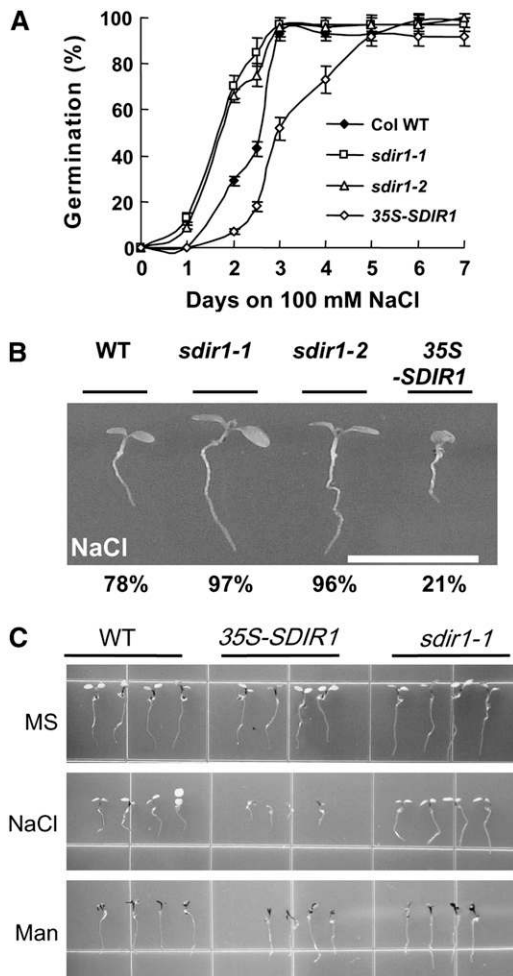 A
Germination (%)
100
80
60
40
20
0
Col WT
sdir1-1
sdir1-2
35S-SDIR1
0 1 2 3 4 5 6 7
Days on 100 mM NaCl
B
WT sdir1-1 sdir1-2 35S
-SDIR1
NaCl
78% 97% 96% 21%
C
WT 35S-SDIR1 sdir1-1
MS
NaCl
Man